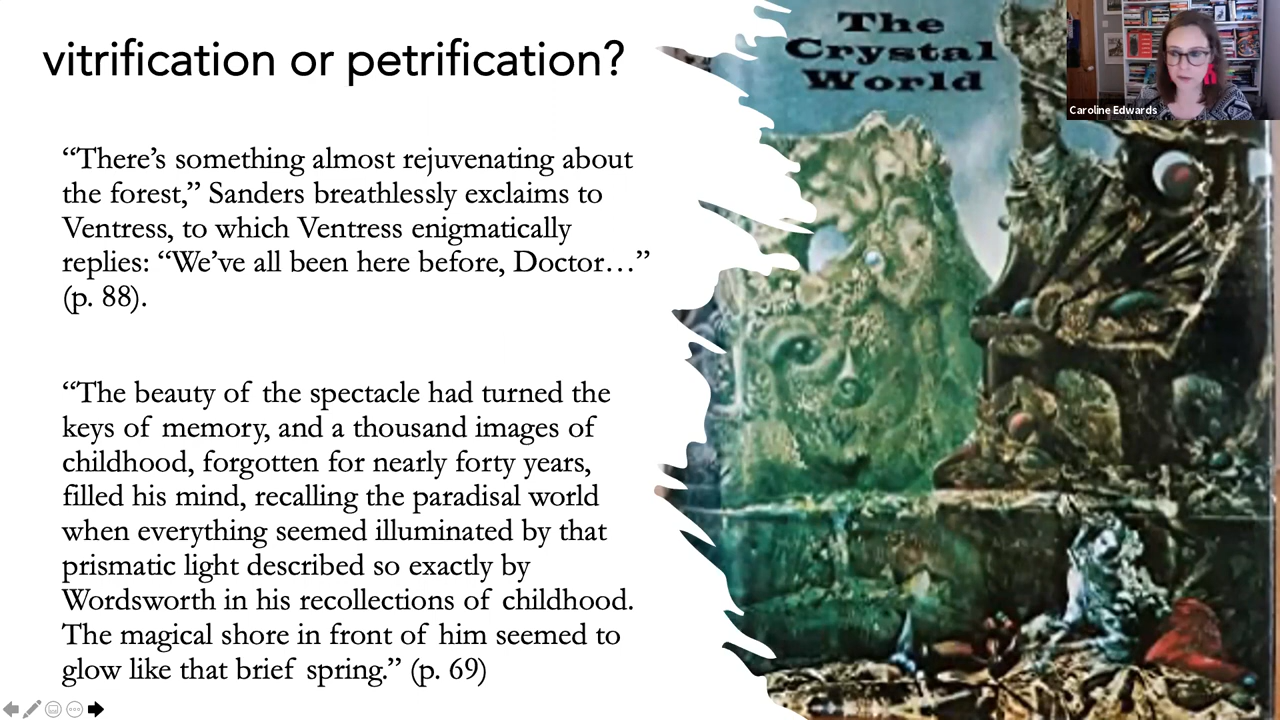 vitrification or petrification?
“There’s something almost rejuvenating about
the forest,” Sanders breathlessly exclaims to
Ventress, to which Ventress enigmatically
replies: “We’ve all been here before, Doctor…”
(p. 88).
“The beauty of the spectacle had turned the
keys of memory, and a thousand images of
childhood, forgotten for nearly forty years,
filled his mind, recalling the paradisal world
when everything seemed illuminated by that
prismatic light described so exactly by
Wordsworth in his recollections of childhood.
The magical shore in front of him seemed to
glow like that brief spring.” (p. 69)
The
Crystal
World
Caroline Edwards